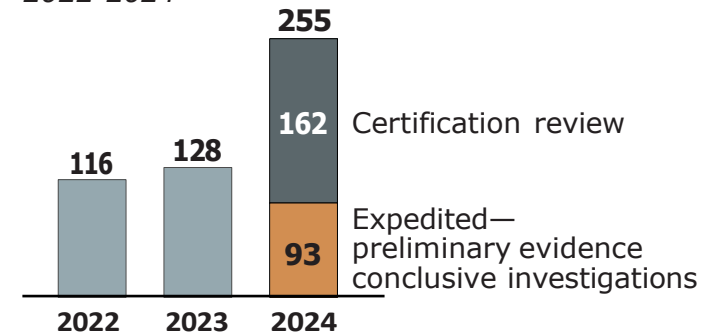 255
162 Certification review
128
116
Expedited—
preliminary evidence
93
conclusive investigations
2022 2023 2024